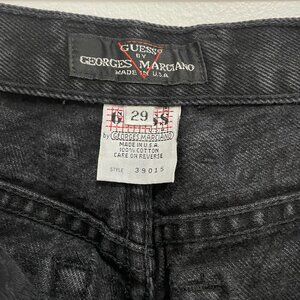 GUESS?
BY
GEORGES MARCIANO
MADE IN U.S.A.
G 29 SS
by GEORGES MARCIANO
MADE IN U.S.A.
100% COTTON
CARE ON REVERSE
STYLE 39015